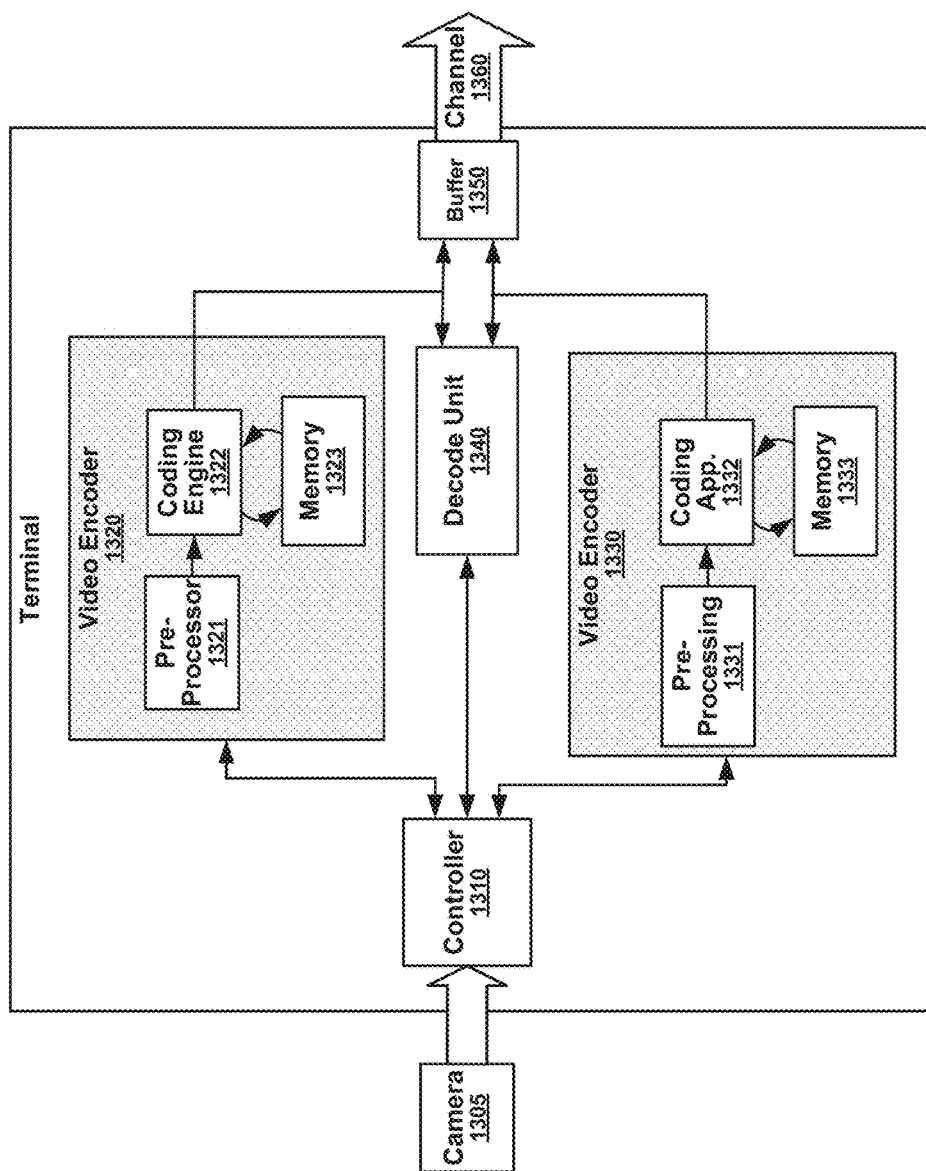 Terminal
Camera
1305
Controller
1310
Video Encoder
1320
Pre-
Processor
1321
Coding
Engine
1322
Memory
1323
Decode Unit
1340
Video Encoder
1330
Pre-
Processing
1331
Coding
App.
1332
Memory
1333
Buffer
1350
Channel
1360